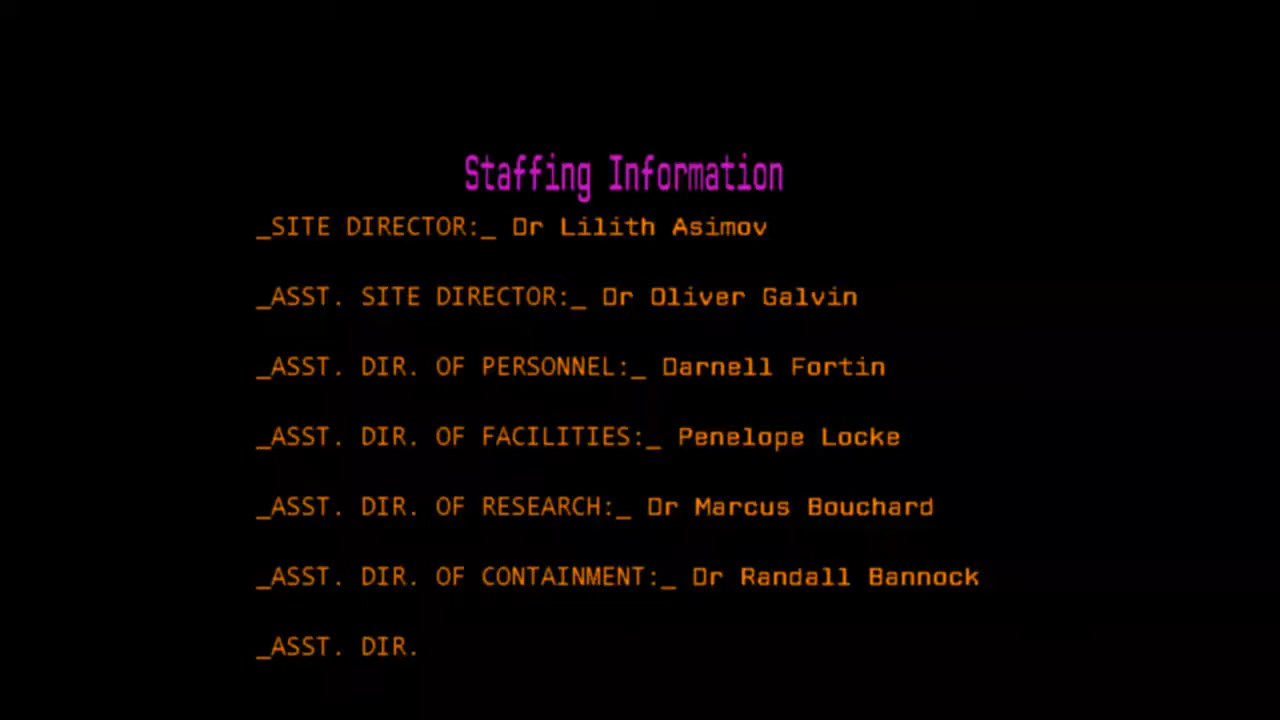 Staffing Information
_SITE DIRECTOR:_ Dr Lilith Asimov
_ASST. SITE DIRECTOR:_ Dr Oliver Galvin
_ASST. DIR. OF PERSONNEL:_ Darnell Fortin
_ASST. DIR. OF FACILITIES:_ Penelope Locke
_ASST. DIR. OF RESEARCH:_ Dr Marcus Bouchard
_ASST. DIR. OF CONTAINMENT:_ Dr Randall Bannock
_ASST. DIR.